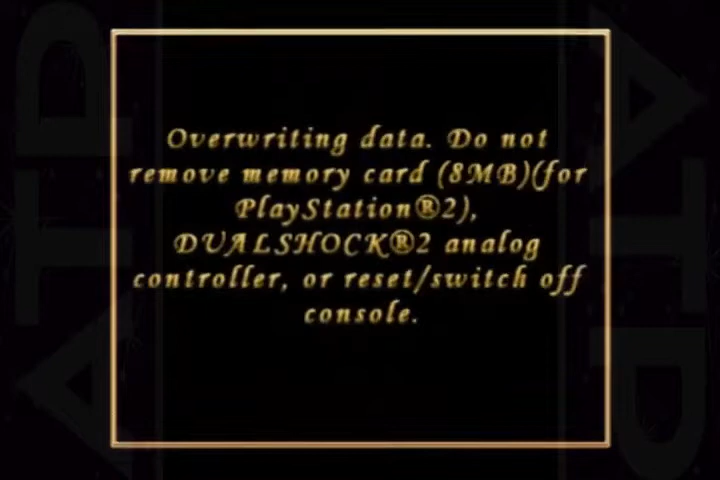 Overwriting data. Do not
remove memory card (8MB)(for
PlayStation®2),
DUALSHOCK®2 analog
controller, or reset/switch off
console.